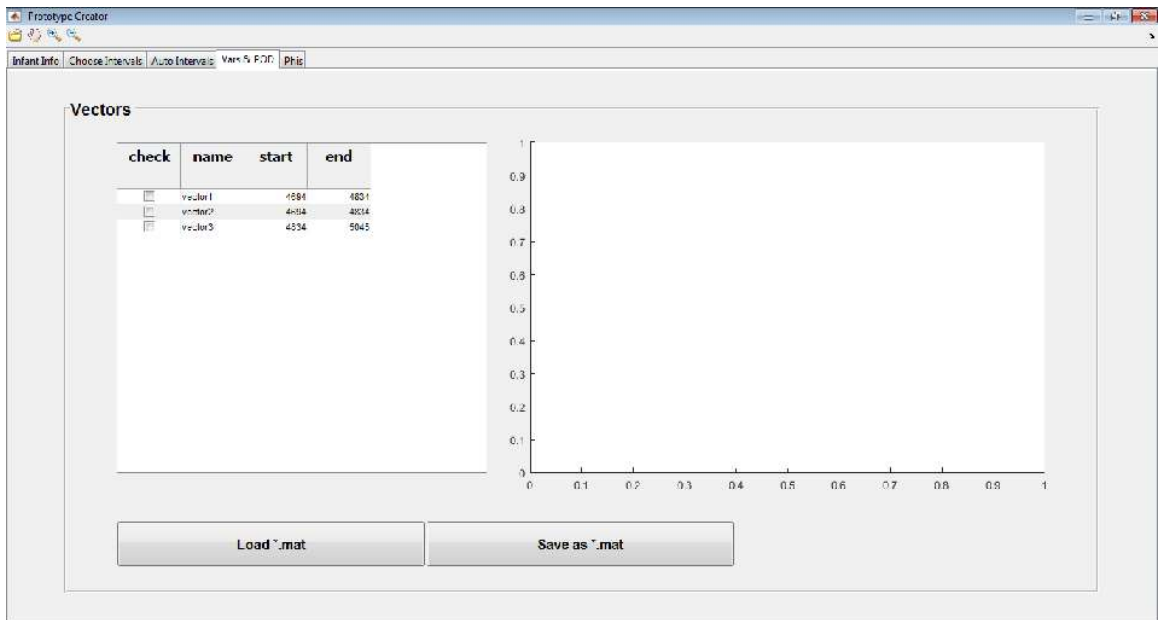 Prototype Creator
Infant Info Choose Intervals Auto Intervals Vars & POD Phis
Vectors
check name start end
vector1 4694 4834
vector2 4694 4834
vector3 4834 5045
1
0.9
0.8
0.7
0.6
0.5
0.4
0.3
0.2
0.1
0
0 0.1 0.2 0.3 0.4 0.5 0.6 0.7 0.8 0.9 1
Load *.mat Save as *.mat